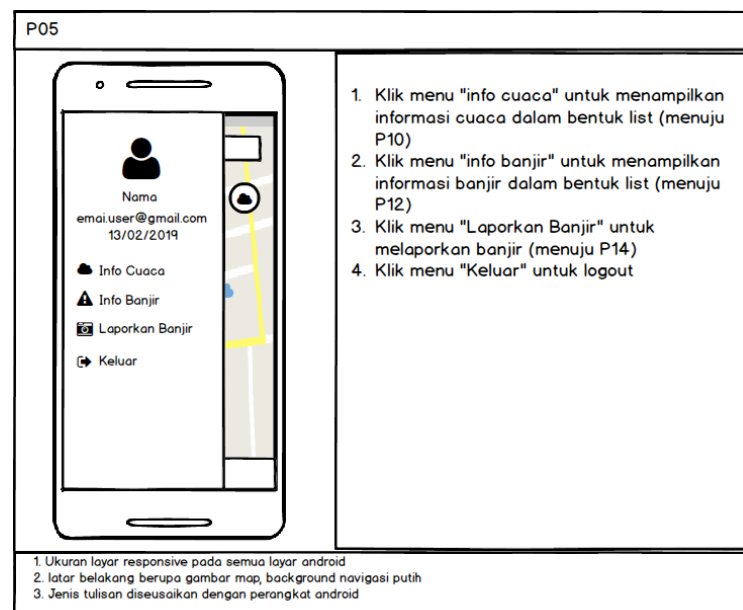 P05
Nama
emai.user@gmail.com
13/02/2019
Info Cuaca
Info Banjir
Laporkan Banjir
Keluar
1. Klik menu "info cuaca" untuk menampilkan
informasi cuaca dalam bentuk list (menuju
P10)
2. Klik menu "info banjir" untuk menampilkan
informasi banjir dalam bentuk list (menuju
P12)
3. Klik menu "Laporkan Banjir" untuk
melaporkan banjir (menuju P14)
4. Klik menu "Keluar" untuk logout
1. Ukuran layar responsive pada semua layar android
2. latar belakang berupa gambar map, background navigasi putih
3. Jenis tulisan diseusaikan dengan perangkat android